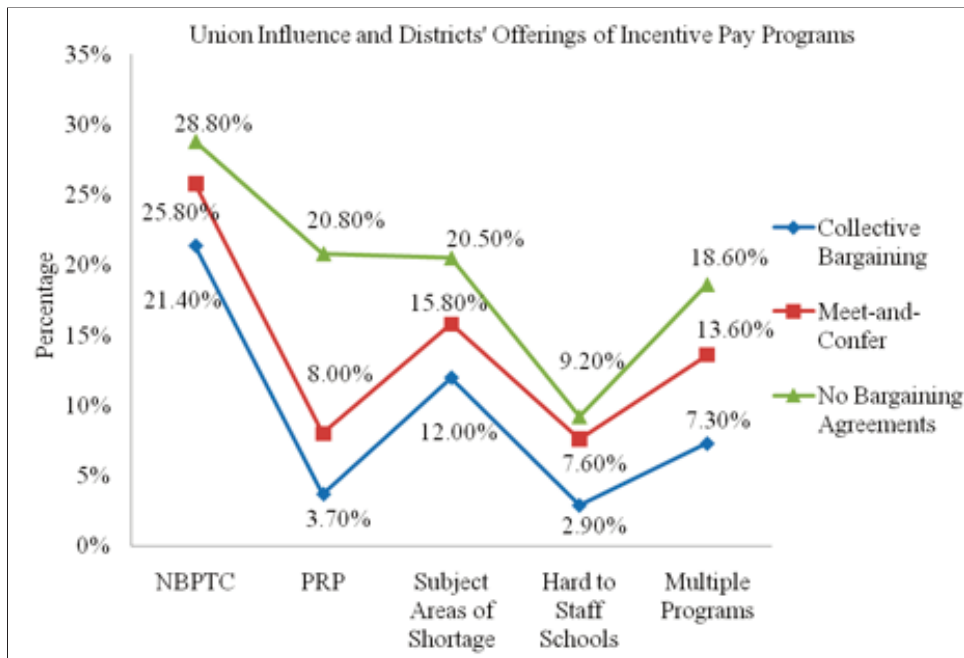 Union Influence and Districts' Offerings of Incentive Pay Programs
35%
30%
25%
20%
15%
10%
5%
0%
Percentage
28.80%
25.80%
21.40%
20.80%
8.00%
3.70%
20.50%
15.80%
12.00%
9.20%
7.60%
2.90%
18.60%
13.60%
7.30%
NBPTC
PRP
Subject
Areas of
Shortage
Hard to
Staff
Schools
Multiple
Programs
Collective
Bargaining
Meet-and-
Confer
No Bargaining
Agreements